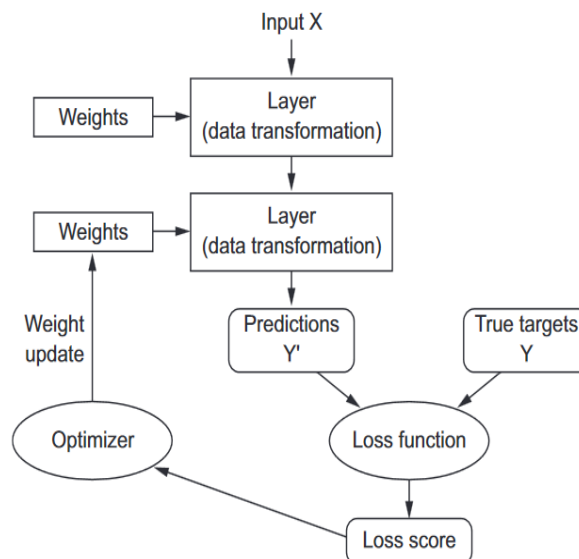 Input X
Weights
Layer
(data transformation)
Weights
Layer
(data transformation)
Weight
update
Predictions
Y'
True targets
Y
Optimizer
Loss function
Loss score